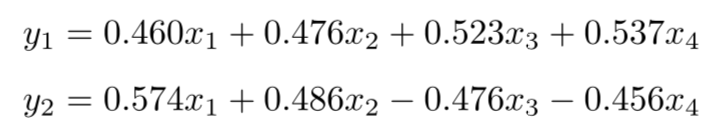 y₁ = 0.460x₁ + 0.476x₂ + 0.523x₃ + 0.537x₄
y₂ = 0.574x₁ + 0.486x₂ − 0.476x₃ − 0.456x₄